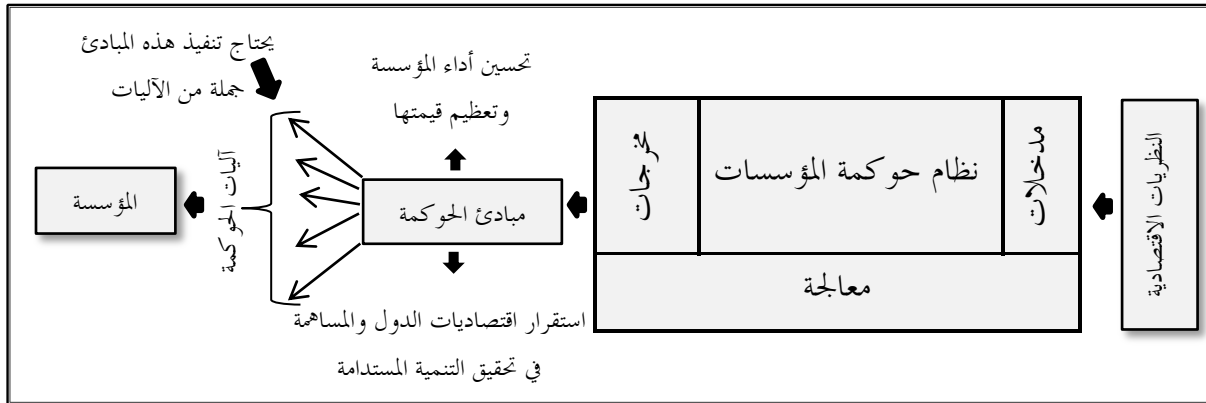 النظريات الاقتصادية
مدخلات
نظام حوكمة المؤسسات
مخرجات
معالجة
تحسين أداء المؤسسة
وتعظيم قيمتها
مبادئ الحوكمة
استقرار اقتصاديات الدول والمساهمة
في تحقيق التنمية المستدامة
يحتاج تنفيذ هذه المبادئ
جملة من الآليات
آليات الحوكمة
المؤسسة